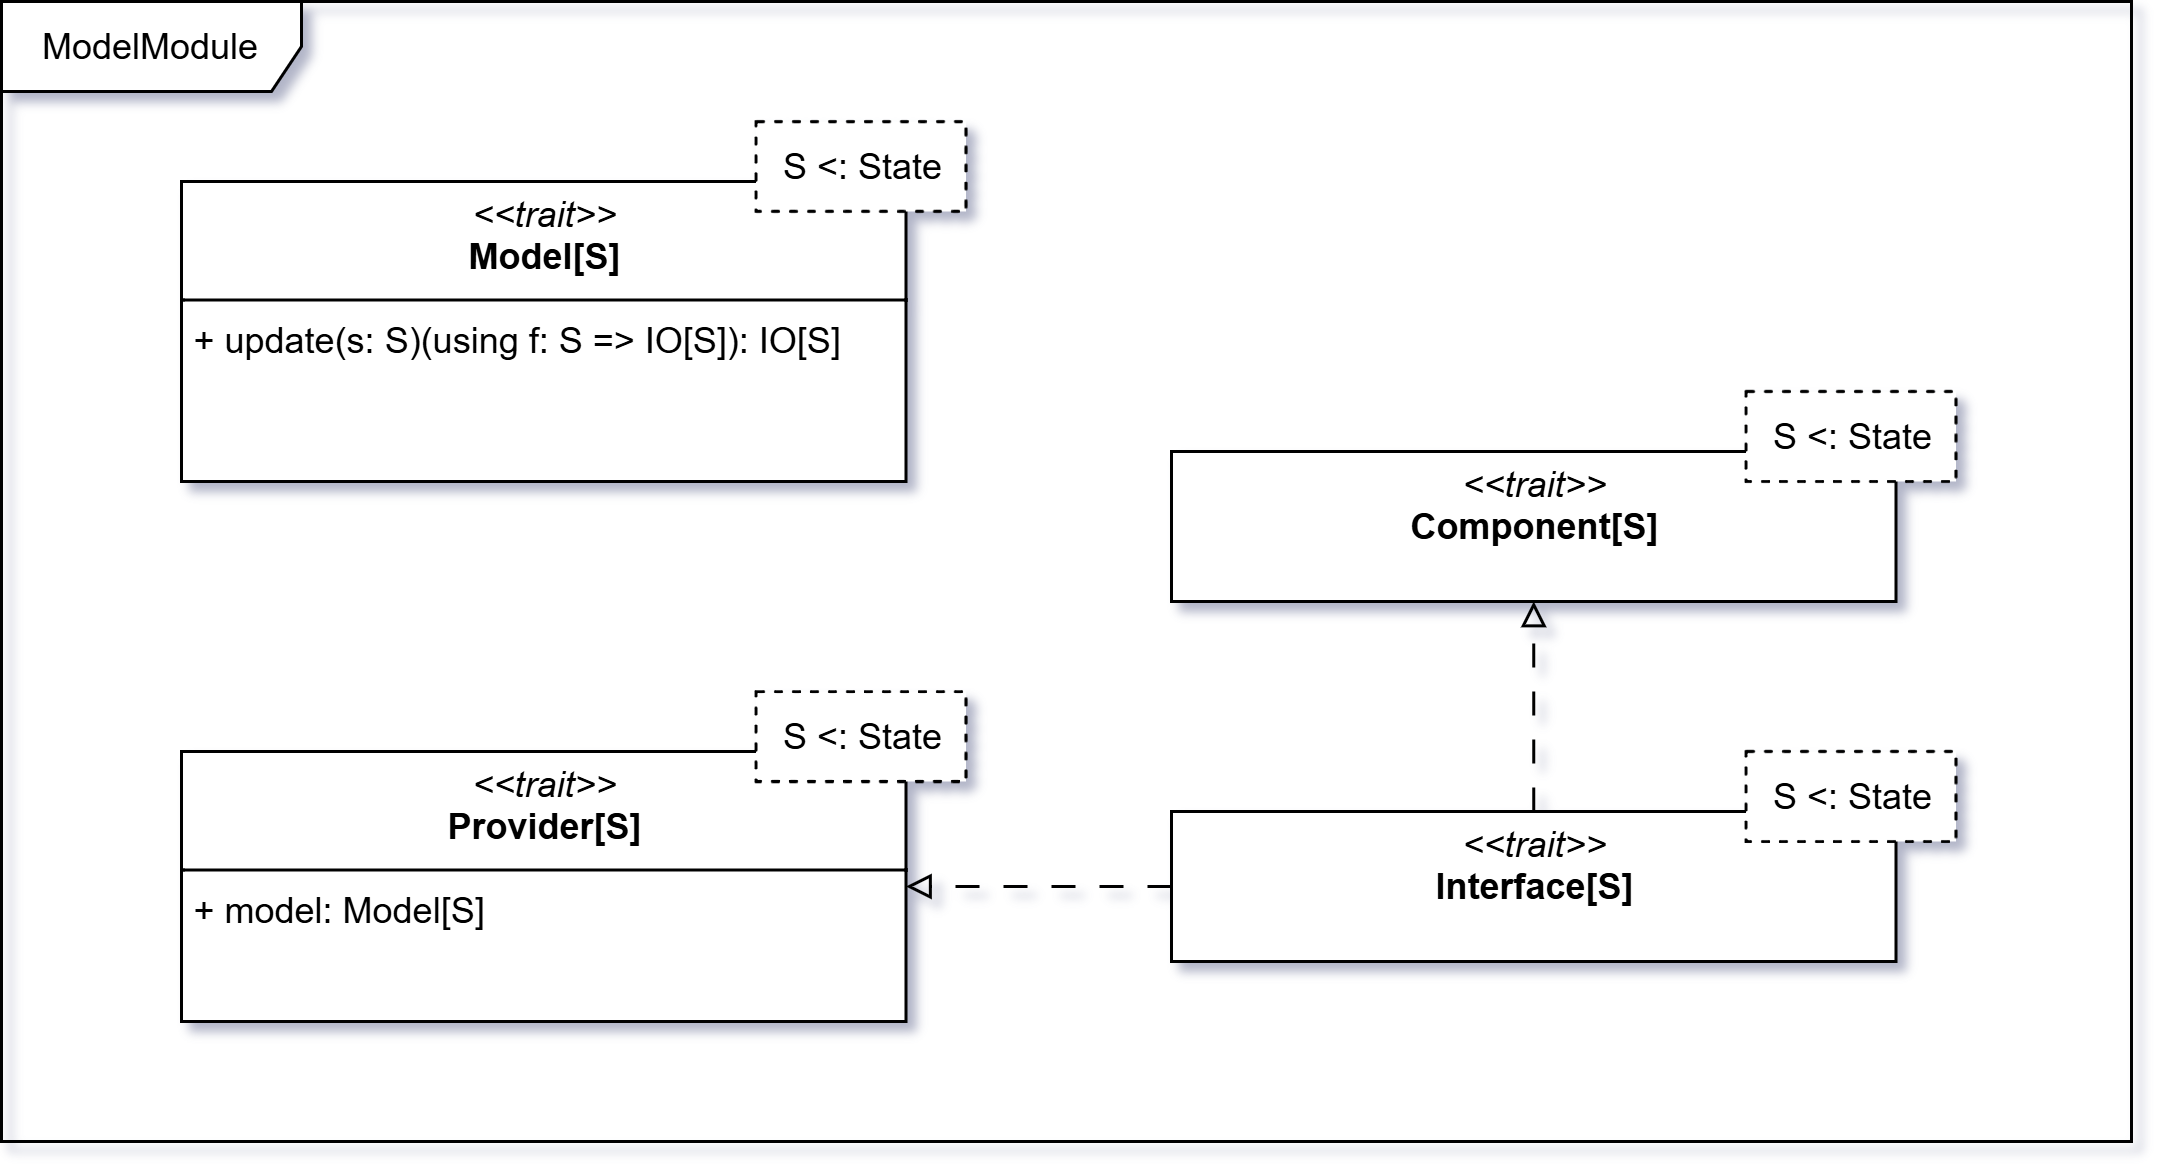 ModelModule
S <: State
<<trait>>
Model[S]
+ update(s: S)(using f: S => IO[S]): IO[S]
S <: State
<<trait>>
Component[S]
S <: State
<<trait>>
Provider[S]
+ model: Model[S]
S <: State
<<trait>>
Interface[S]